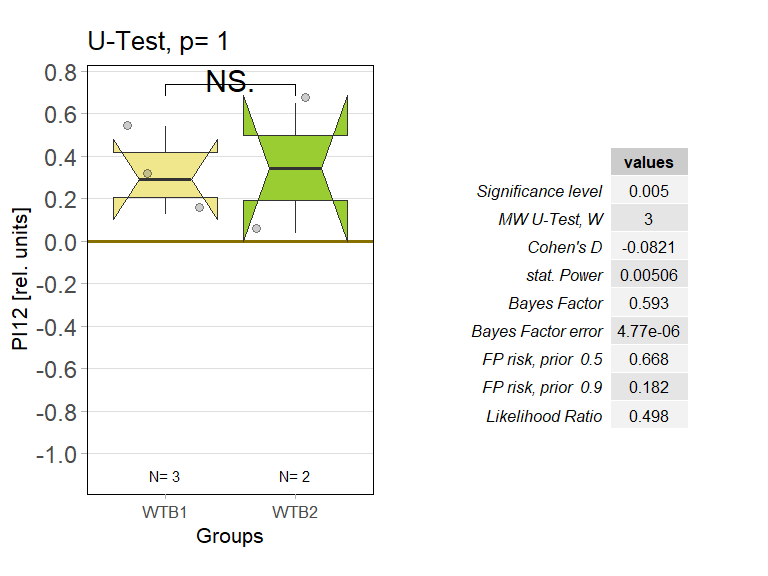 U-Test, p= 1
NS.
0.8
0.6
0.4
0.2
0.0
-0.2
-0.4
-0.6
-0.8
-1.0
PI12 [rel. units]
N= 3
N= 2
WTB1
WTB2
Groups
values
Significance level 0.005
MW U-Test, W 3
Cohen's D -0.0821
stat. Power 0.00506
Bayes Factor 0.593
Bayes Factor error 4.77e-06
FP risk, prior 0.5 0.668
FP risk, prior 0.9 0.182
Likelihood Ratio 0.498